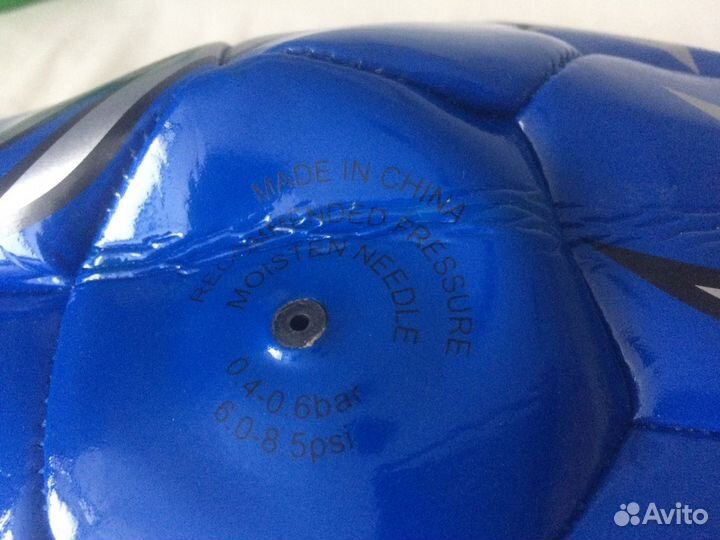 MADE IN CHINA
RECOMMENDED PRESSURE
MOISTEN NEEDLE
0.4-0.6bar
6.0-8.5psi
Avito